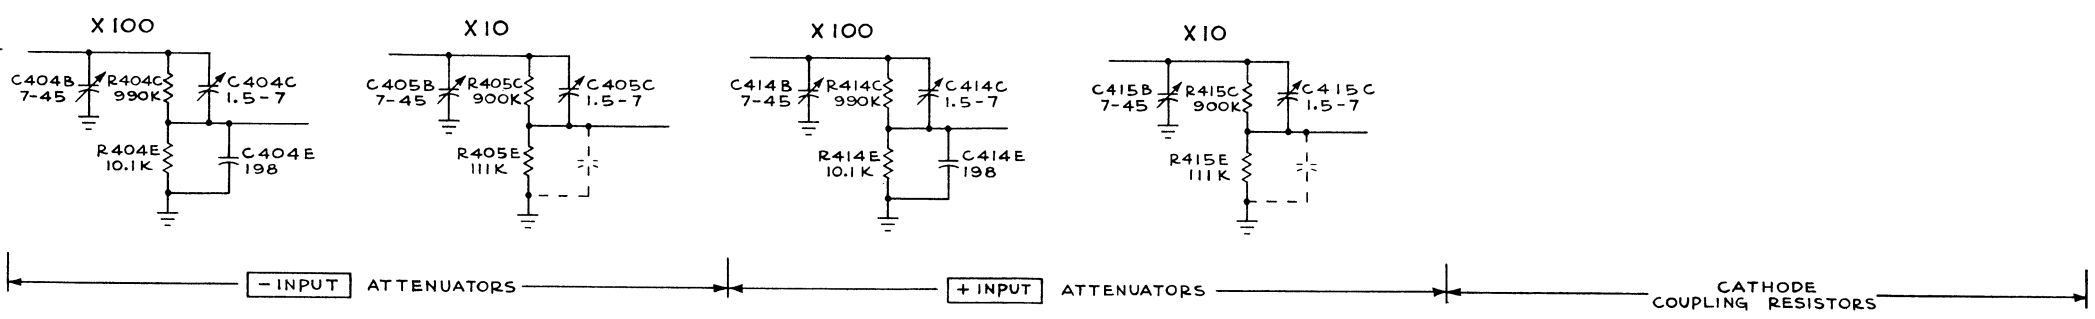 X100
C404B
7-45
R404C
990K
C404C
1.5-7
R404E
10.1K
C404E
198
X10
C405B
7-45
R405C
900K
C405C
1.5-7
R405E
111K
X100
C414B
7-45
R414C
990K
C414C
1.5-7
R414E
10.1K
C414E
198
X10
C415B
7-45
R415C
900K
C415C
1.5-7
R415E
111K
- INPUT ATTENUATORS
+ INPUT ATTENUATORS
CATHODE
COUPLING RESISTORS